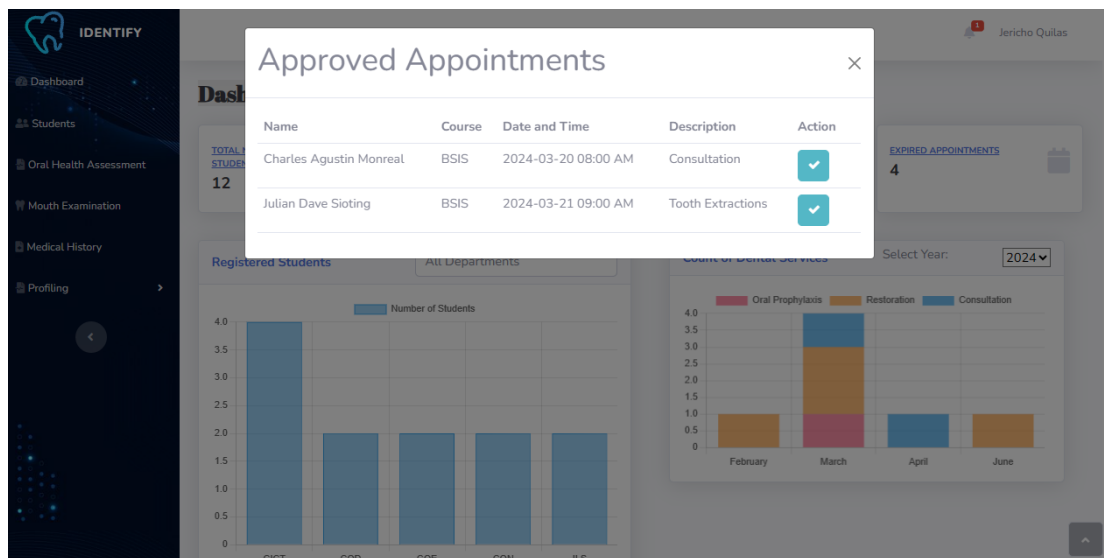 IDENTIFY
1
Jericho Quilas
Approved Appointments
×
Dashboard
Students
Oral Health Assessment
Mouth Examination
Medical History
Profiling
Name Course Date and Time Description Action
Charles Agustin Monreal BSIS 2024-03-20 08:00 AM Consultation
Julian Dave Sioting BSIS 2024-03-21 09:00 AM Tooth Extractions
TOTAL
12
EXPIRED APPOINTMENTS
4
Registered Students
All Departments
Number of Students
4.0
3.5
3.0
2.5
2.0
1.5
1.0
0.5
0
Count of Dental Services
Select Year:
2024
Oral Prophylaxis Restoration Consultation
4.0
3.5
3.0
2.5
2.0
1.5
1.0
0.5
0
February March April June